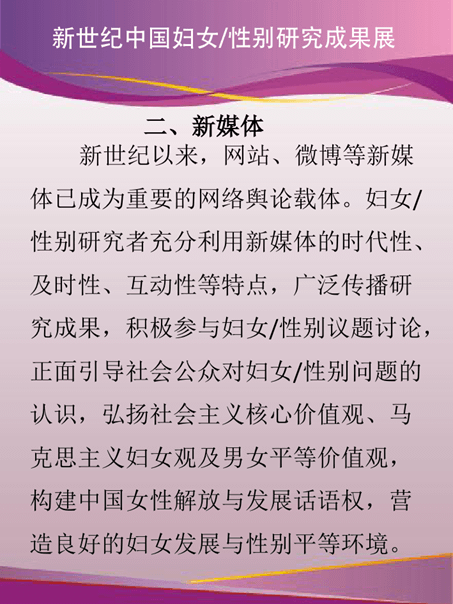 新世纪中国妇女/性别研究成果展
二、新媒体
新世纪以来，网站、微博等新媒
体已成为重要的网络舆论载体。妇女/
性别研究者充分利用新媒体的时代性、
及时性、互动性等特点，广泛传播研
究成果，积极参与妇女/性别议题讨论，
正面引导社会公众对妇女/性别问题的
认识，弘扬社会主义核心价值观、马
克思主义妇女观及男女平等价值观，
构建中国女性解放与发展话语权，营
造良好的妇女发展与性别平等环境。